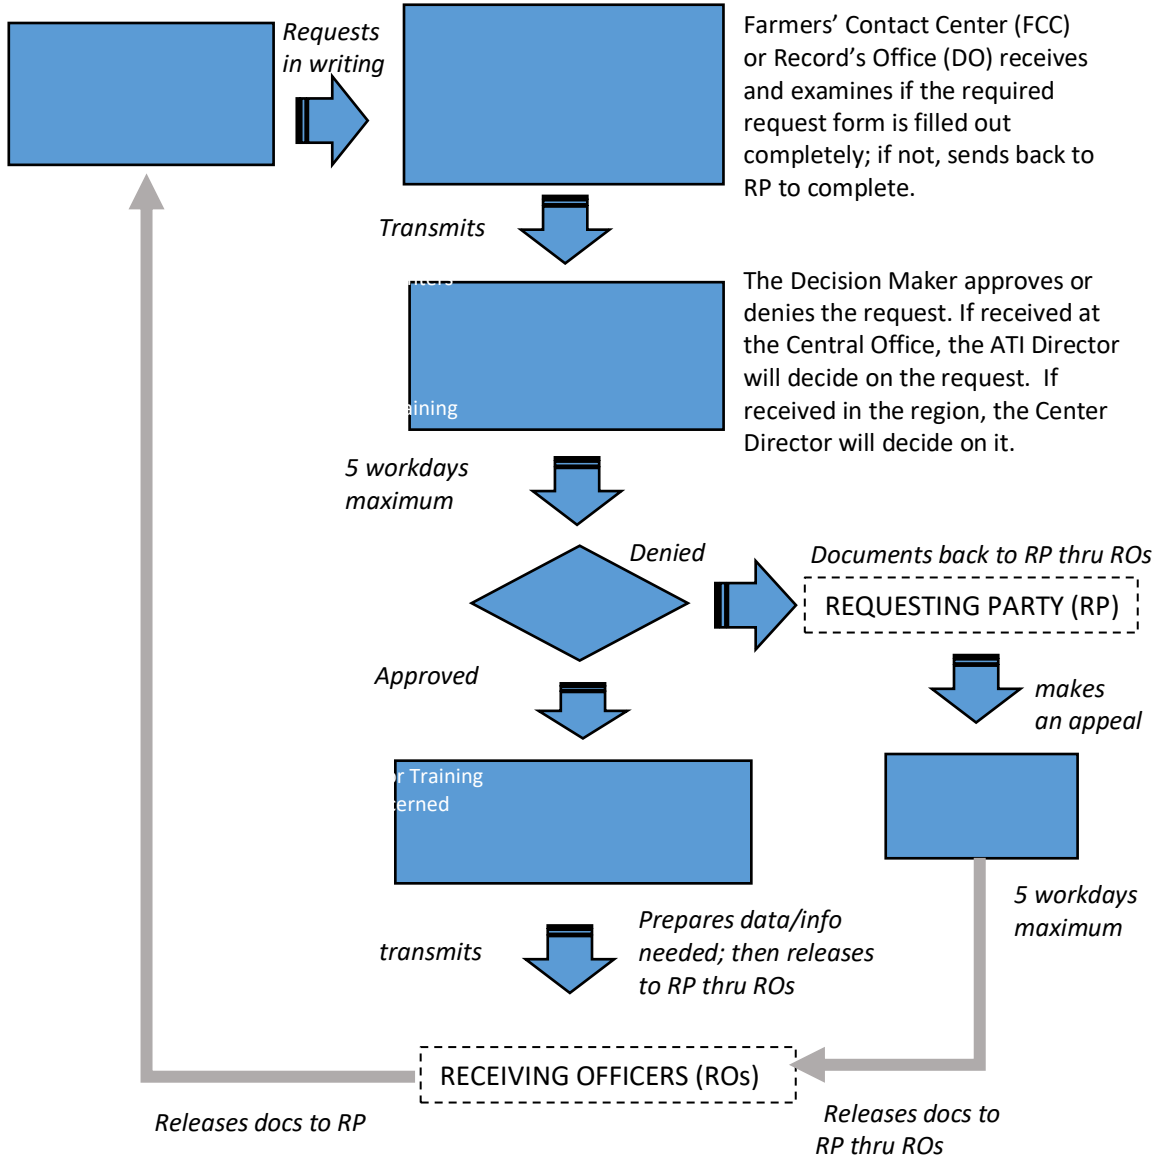 Requests
in writing
Farmers’ Contact Center (FCC)
or Record’s Office (DO) receives
and examines if the required
request form is filled out
completely; if not, sends back to
RP to complete.
Transmits
The Decision Maker approves or
denies the request. If received at
the Central Office, the ATI Director
will decide on the request.  If
received in the region, the Center
Director will decide on it.
5 workdays
maximum
Denied
Documents back to RP thru ROs
REQUESTING PARTY (RP)
Approved
makes
an appeal
or Training
5 workdays
maximum
Prepares data/info
needed; then releases
to RP thru ROs
transmits
RECEIVING OFFICERS (ROs)
Releases docs to RP
Releases docs to
RP thru ROs